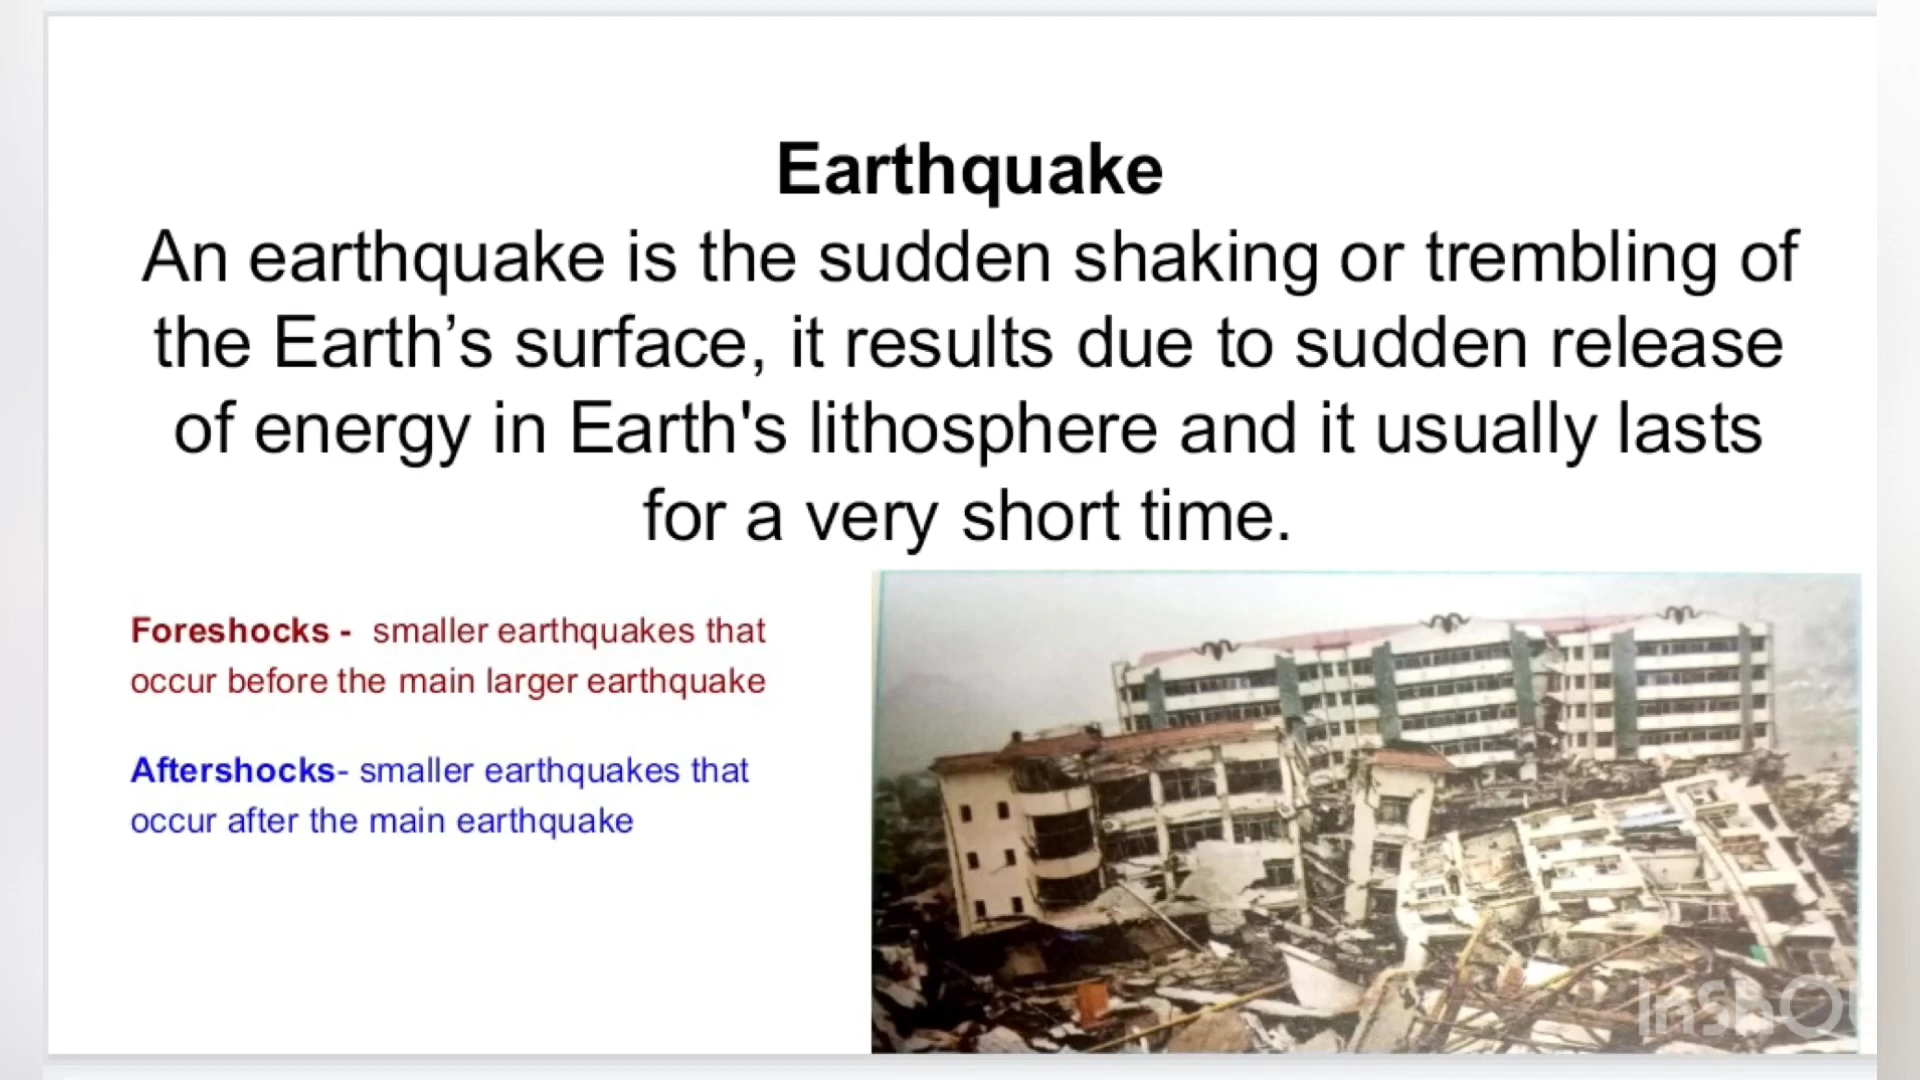 Earthquake
An earthquake is the sudden shaking or trembling of
the Earth’s surface, it results due to sudden release
of energy in Earth's lithosphere and it usually lasts
for a very short time.
Foreshocks - smaller earthquakes that
occur before the main larger earthquake
Aftershocks- smaller earthquakes that
occur after the main earthquake
InShOt